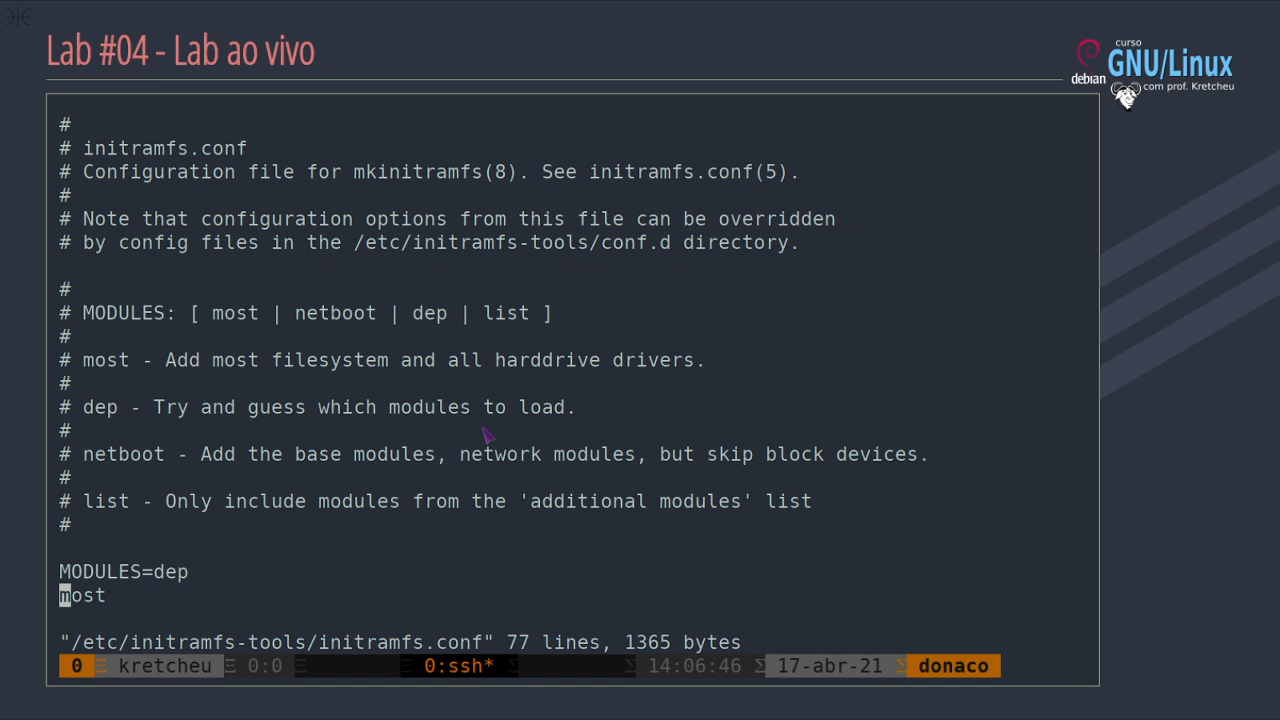 Lab #04 - Lab ao vivo
curso
GNU/Linux
debian
com prof. Kretcheu
#
# initramfs.conf
# Configuration file for mkinitramfs(8). See initramfs.conf(5).
#
# Note that configuration options from this file can be overridden
# by config files in the /etc/initramfs-tools/conf.d directory.
#
# MODULES: [ most | netboot | dep | list ]
#
# most - Add most filesystem and all harddrive drivers.
#
# dep - Try and guess which modules to load.
#
# netboot - Add the base modules, network modules, but skip block devices.
#
# list - Only include modules from the 'additional modules' list
#
MODULES=dep
most
"/etc/initramfs-tools/initramfs.conf" 77 lines, 1365 bytes
0 Ξ kretcheu Ξ 0:0 Ξ Ξ 0:ssh* Σ Σ 14:06:46 Σ 17-abr-21 Σ donaco